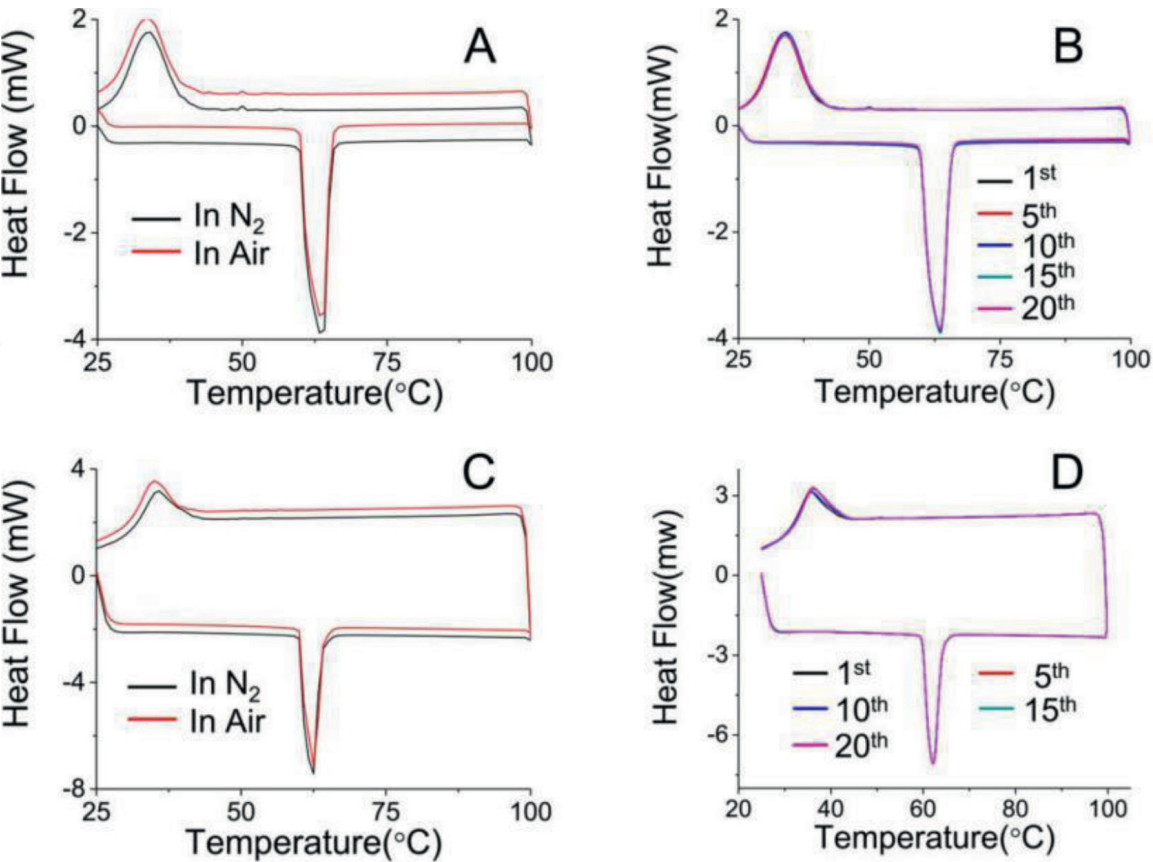 A
Heat Flow (mW)
2
0
-2
-4
In N2
In Air
25 50 75 100
Temperature(°C)
B
Heat Flow(mW)
2
0
-2
-4
1st
5th
10th
15th
20th
25 50 75 100
Temperature(°C)
C
Heat Flow (mW)
4
0
-4
-8
In N2
In Air
25 50 75 100
Temperature(°C)
D
Heat Flow(mw)
3
0
-3
-6
1st 5th
10th 15th
20th
20 40 60 80 100
Temperature(°C)